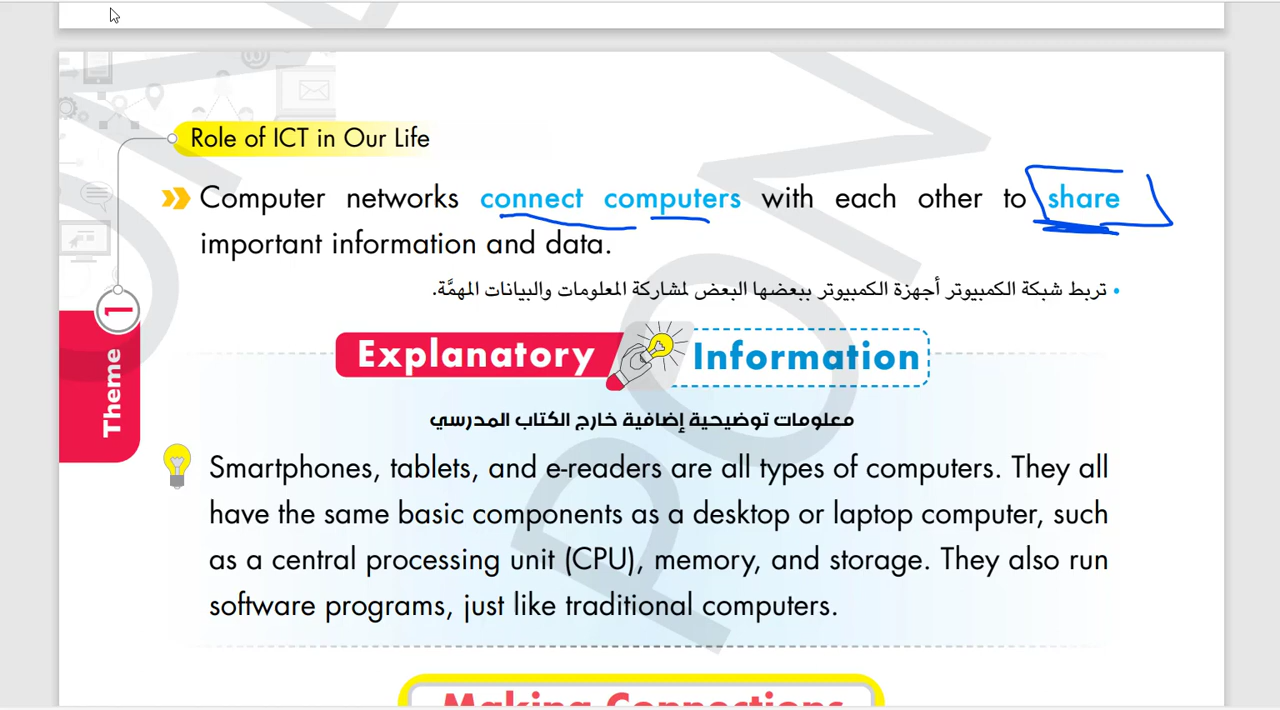 Role of ICT in Our Life
Computer networks connect computers with each other to share
important information and data.
• تربط شبكة الكمبيوتر أجهزة الكمبيوتر ببعضها البعض لمشاركة المعلومات والبيانات المهمَّة.
Theme 1
Explanatory Information
معلومات توضيحية إضافية خارج الكتاب المدرسي
Smartphones, tablets, and e-readers are all types of computers. They all
have the same basic components as a desktop or laptop computer, such
as a central processing unit (CPU), memory, and storage. They also run
software programs, just like traditional computers.
Making Connections